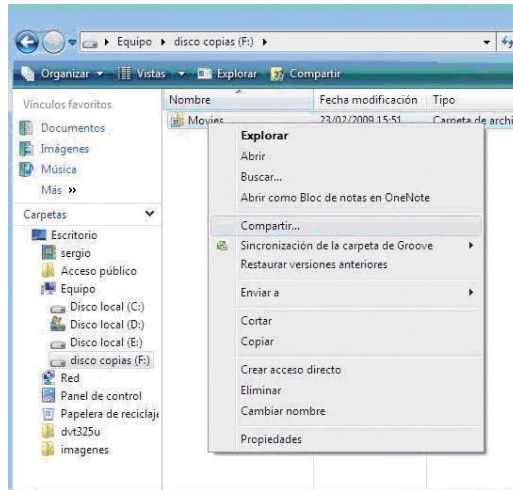 Equipo ▸ disco copias (F:) ▸
Organizar Vistas Explorar Compartir
Vínculos favoritos
Documentos
Imágenes
Música
Más »
Carpetas
Escritorio
sergio
Acceso público
Equipo
Disco local (C:)
Disco local (D:)
Disco local (E:)
disco copias (F:)
Red
Panel de control
Papelera de reciclaje
dvt325u
imagenes
Nombre Fecha modificación Tipo
Movies 23/02/2009 15:51 Carpeta de archi
Explorar
Abrir
Buscar...
Abrir como Bloc de notas en OneNote
Compartir...
Sincronización de la carpeta de Groove
Restaurar versiones anteriores
Enviar a
Cortar
Copiar
Crear acceso directo
Eliminar
Cambiar nombre
Propiedades